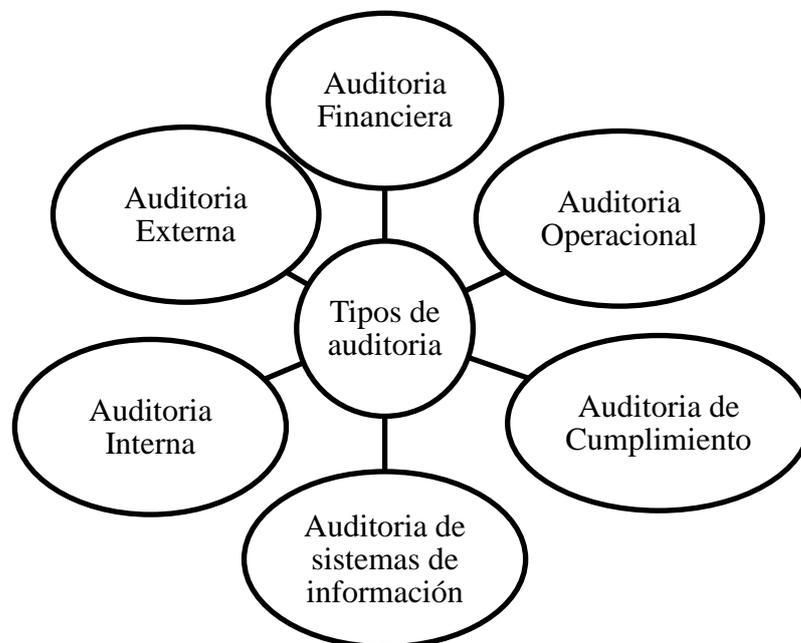 Auditoria
Financiera
Auditoria
Externa
Auditoria
Operacional
Tipos de
auditoria
Auditoria
Interna
Auditoria de
Cumplimiento
Auditoria de
sistemas de
información